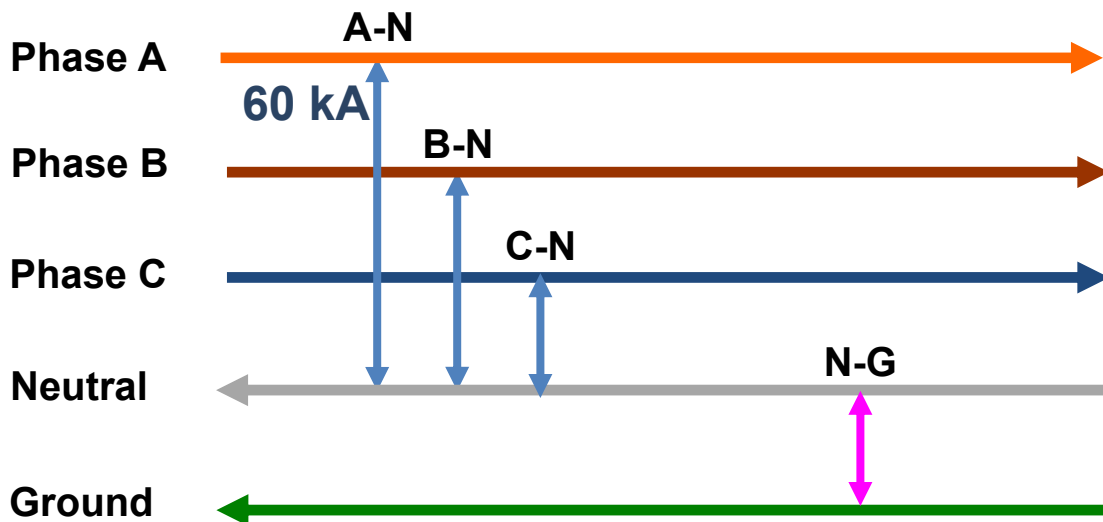 A-N
Phase A
60 kA
B-N
Phase B
C-N
Phase C
N-G
Neutral
Ground